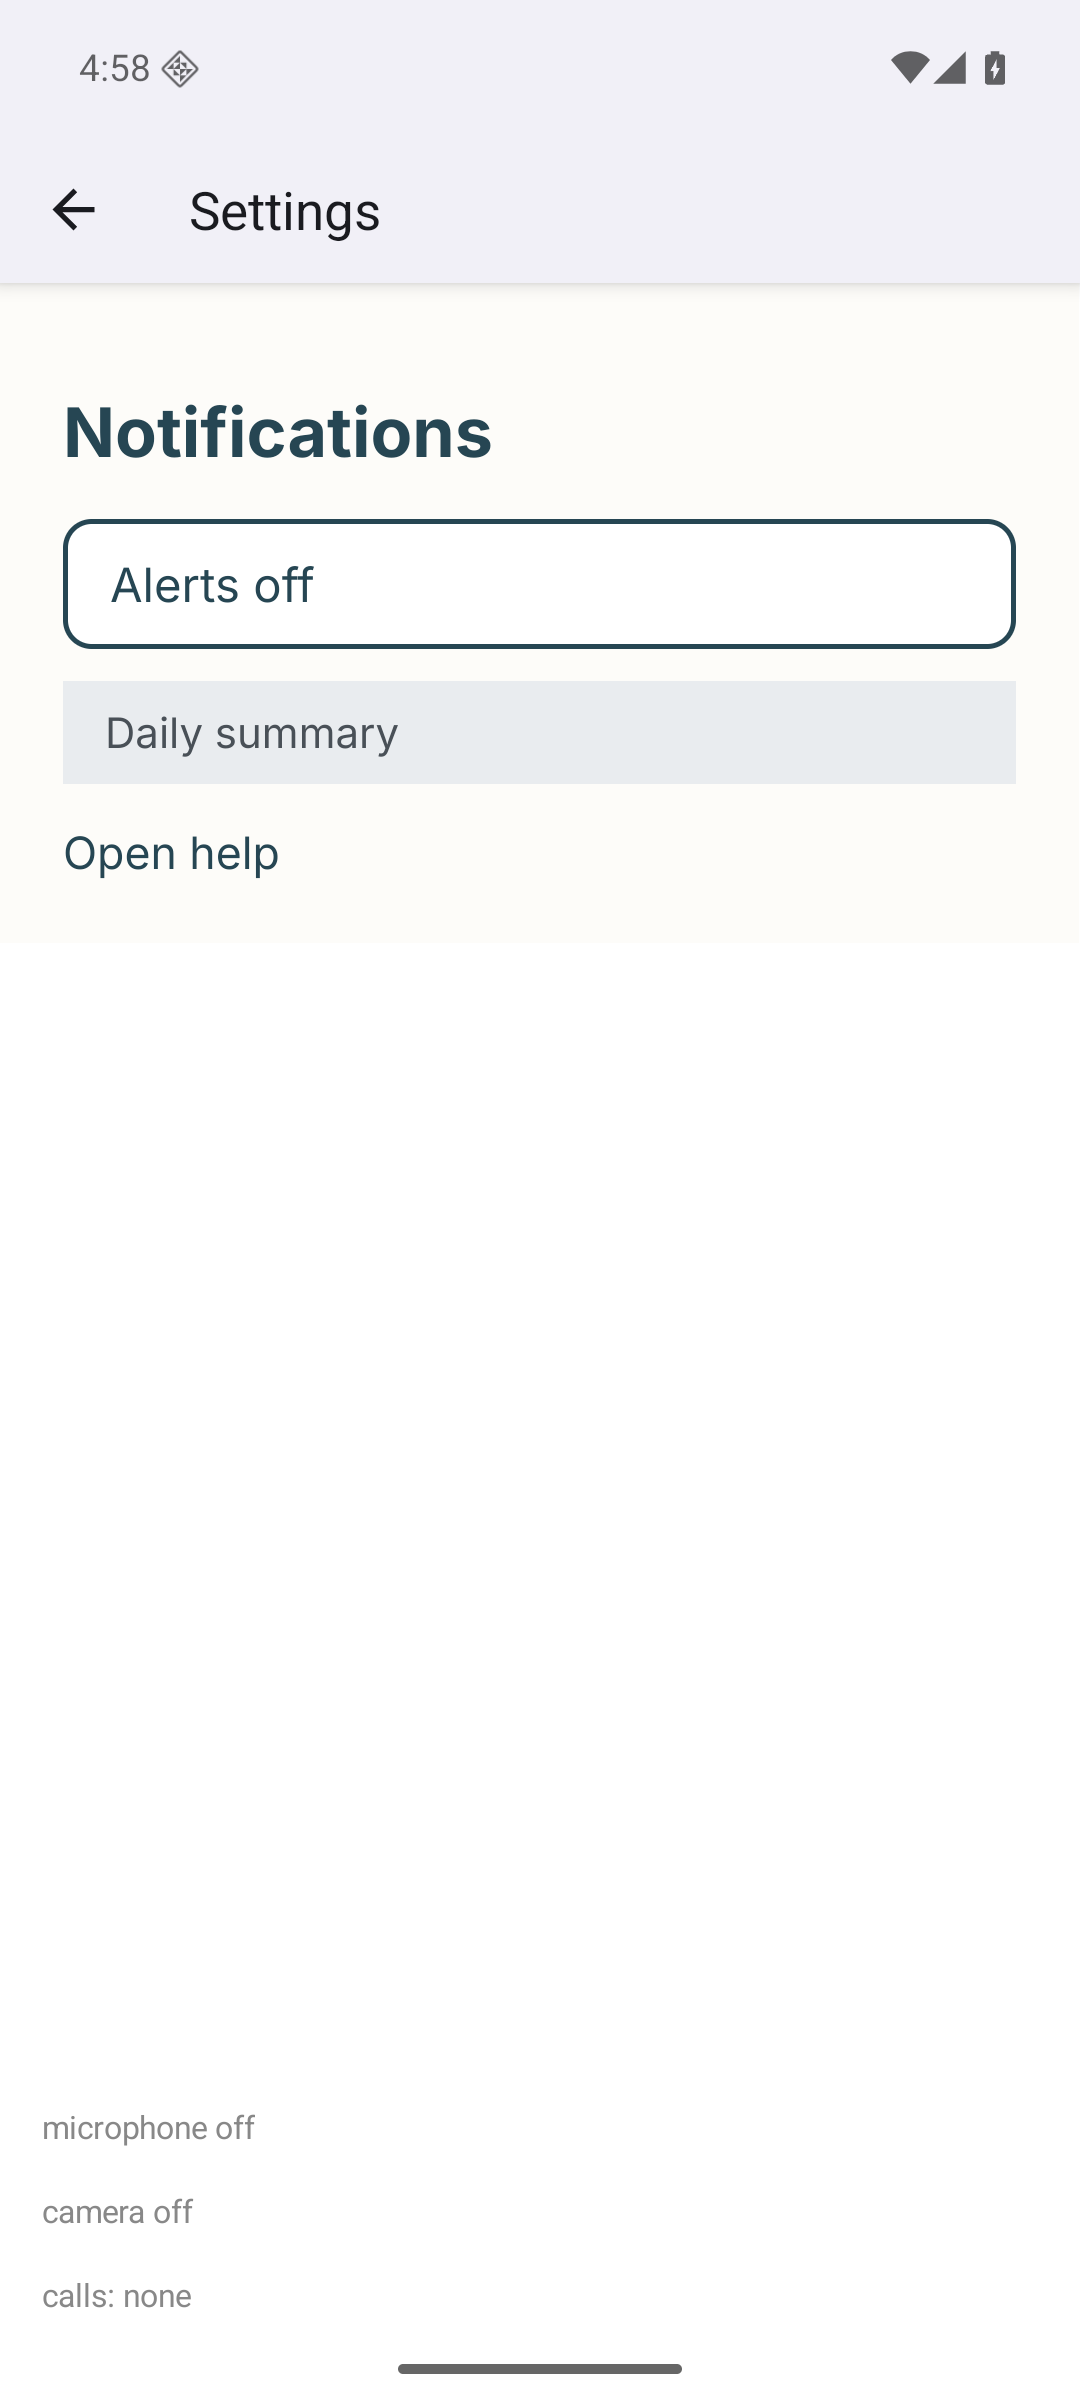 4:58
Settings
Notifications
Alerts off
Daily summary
Open help
microphone off
camera off
calls: none